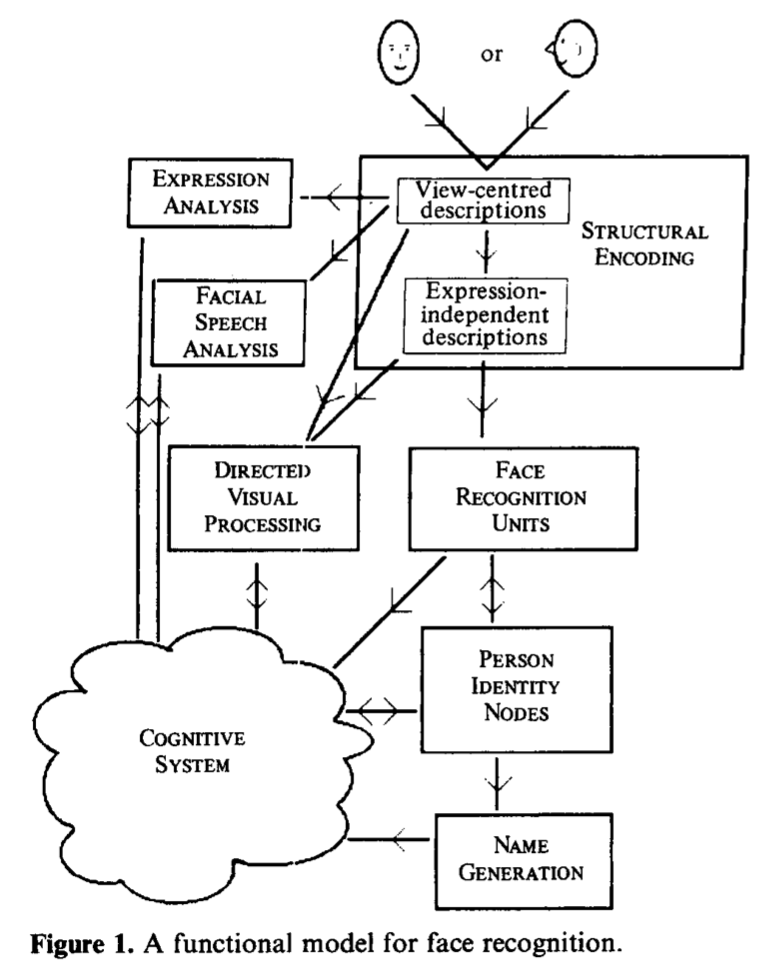 or
EXPRESSION
ANALYSIS
View-centred
descriptions
STRUCTURAL
ENCODING
FACIAL
SPEECH
ANALYSIS
Expression-
independent
descriptions
DIRECTED
VISUAL
PROCESSING
FACE
RECOGNITION
UNITS
PERSON
IDENTITY
NODES
COGNITIVE
SYSTEM
NAME
GENERATION
Figure 1. A functional model for face recognition.